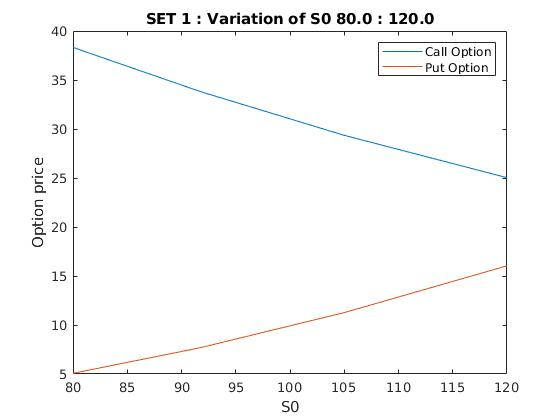 SET 1 : Variation of S0 80.0 : 120.0
40
35
30
25
20
15
10
5
Option price
Call Option
Put Option
80 85 90 95 100 105 110 115 120
S0